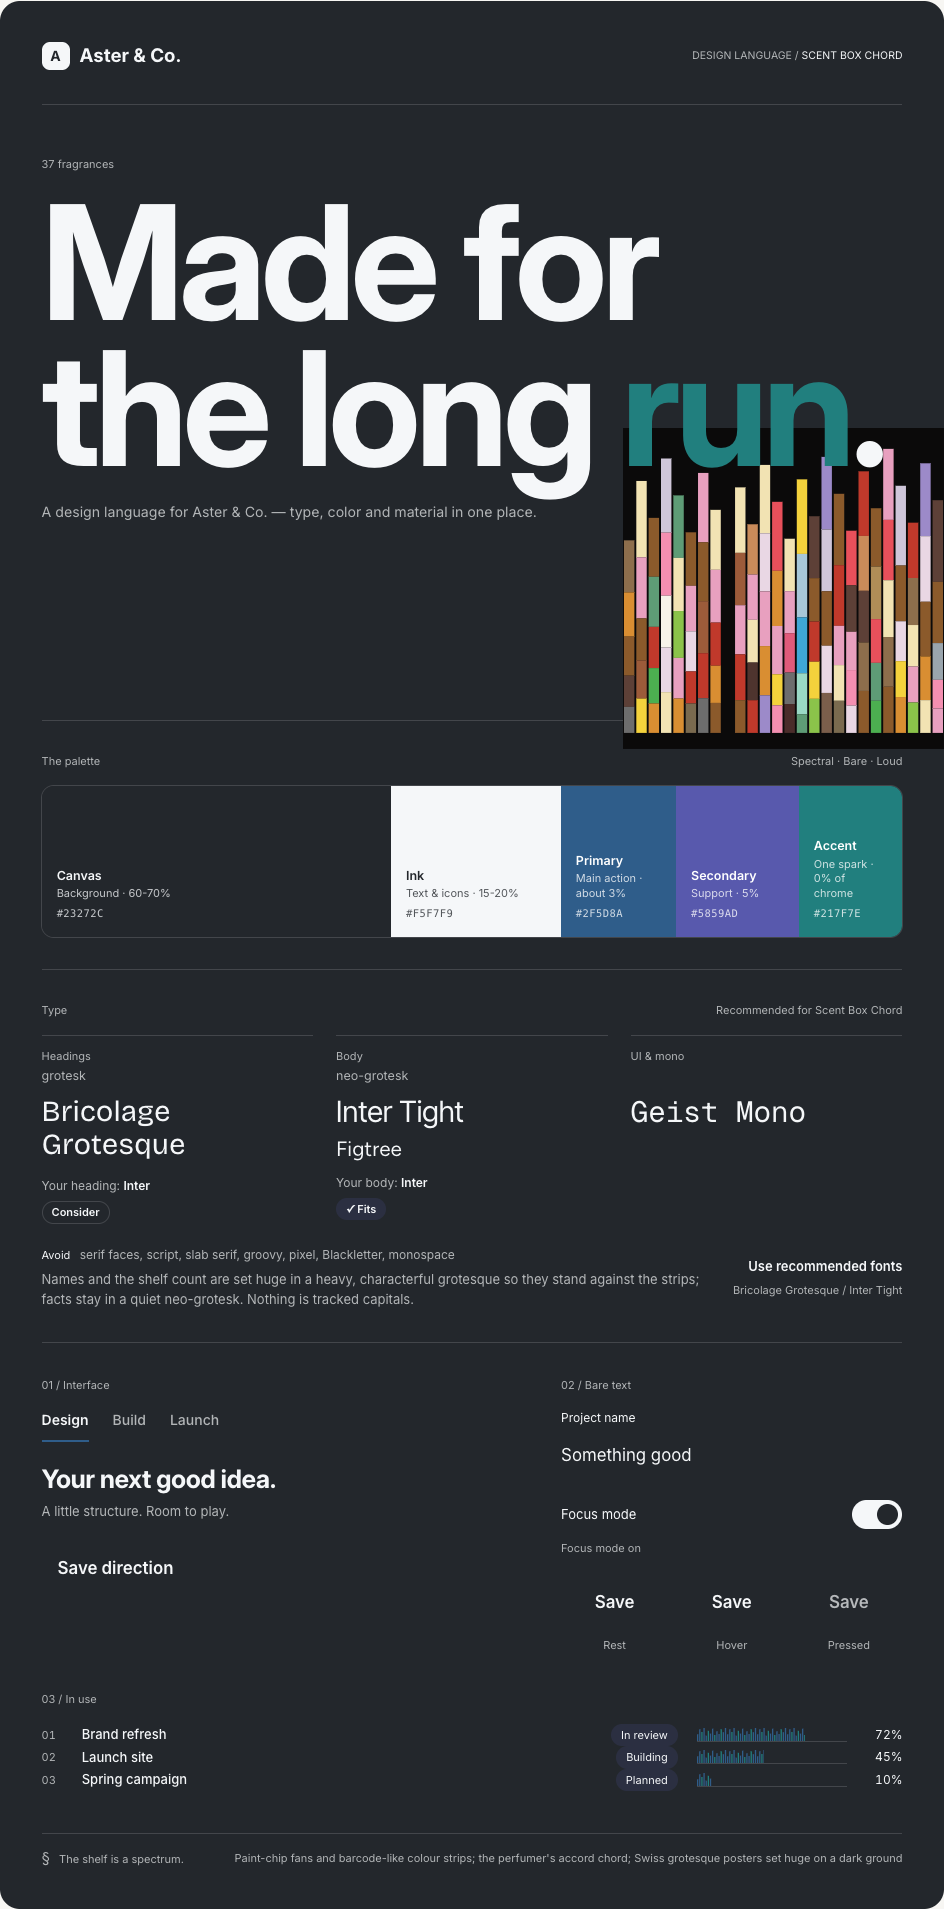 A Aster & Co.
DESIGN LANGUAGE / SCENT BOX CHORD
37 fragrances
Made for
the long run.
A design language for Aster & Co. — type, color and material in one place.
The palette
Spectral · Bare · Loud
Canvas
Background · 60-70%
#23272C
Ink
Text & icons · 15-20%
#F5F7F9
Primary
Main action ·
about 3%
#2F5D8A
Secondary
Support · 5%
#5859AD
Accent
One spark ·
0% of
chrome
#217F7E
Type
Recommended for Scent Box Chord
Headings
grotesk
Bricolage
Grotesque
Your heading: Inter
Consider
Body
neo-grotesk
Inter Tight
Figtree
Your body: Inter
✓ Fits
UI & mono
Geist Mono
Avoid serif faces, script, slab serif, groovy, pixel, Blackletter, monospace
Names and the shelf count are set huge in a heavy, characterful grotesque so they stand against the strips;
facts stay in a quiet neo-grotesk. Nothing is tracked capitals.
Use recommended fonts
Bricolage Grotesque / Inter Tight
01 / Interface
Design Build Launch
Your next good idea.
A little structure. Room to play.
Save direction
02 / Bare text
Project name
Something good
Focus mode
Focus mode on
Save Save Save
Rest Hover Pressed
03 / In use
01 Brand refresh In review 72%
02 Launch site Building 45%
03 Spring campaign Planned 10%
§ The shelf is a spectrum.
Paint-chip fans and barcode-like colour strips; the perfumer's accord chord; Swiss grotesque posters set huge on a dark ground